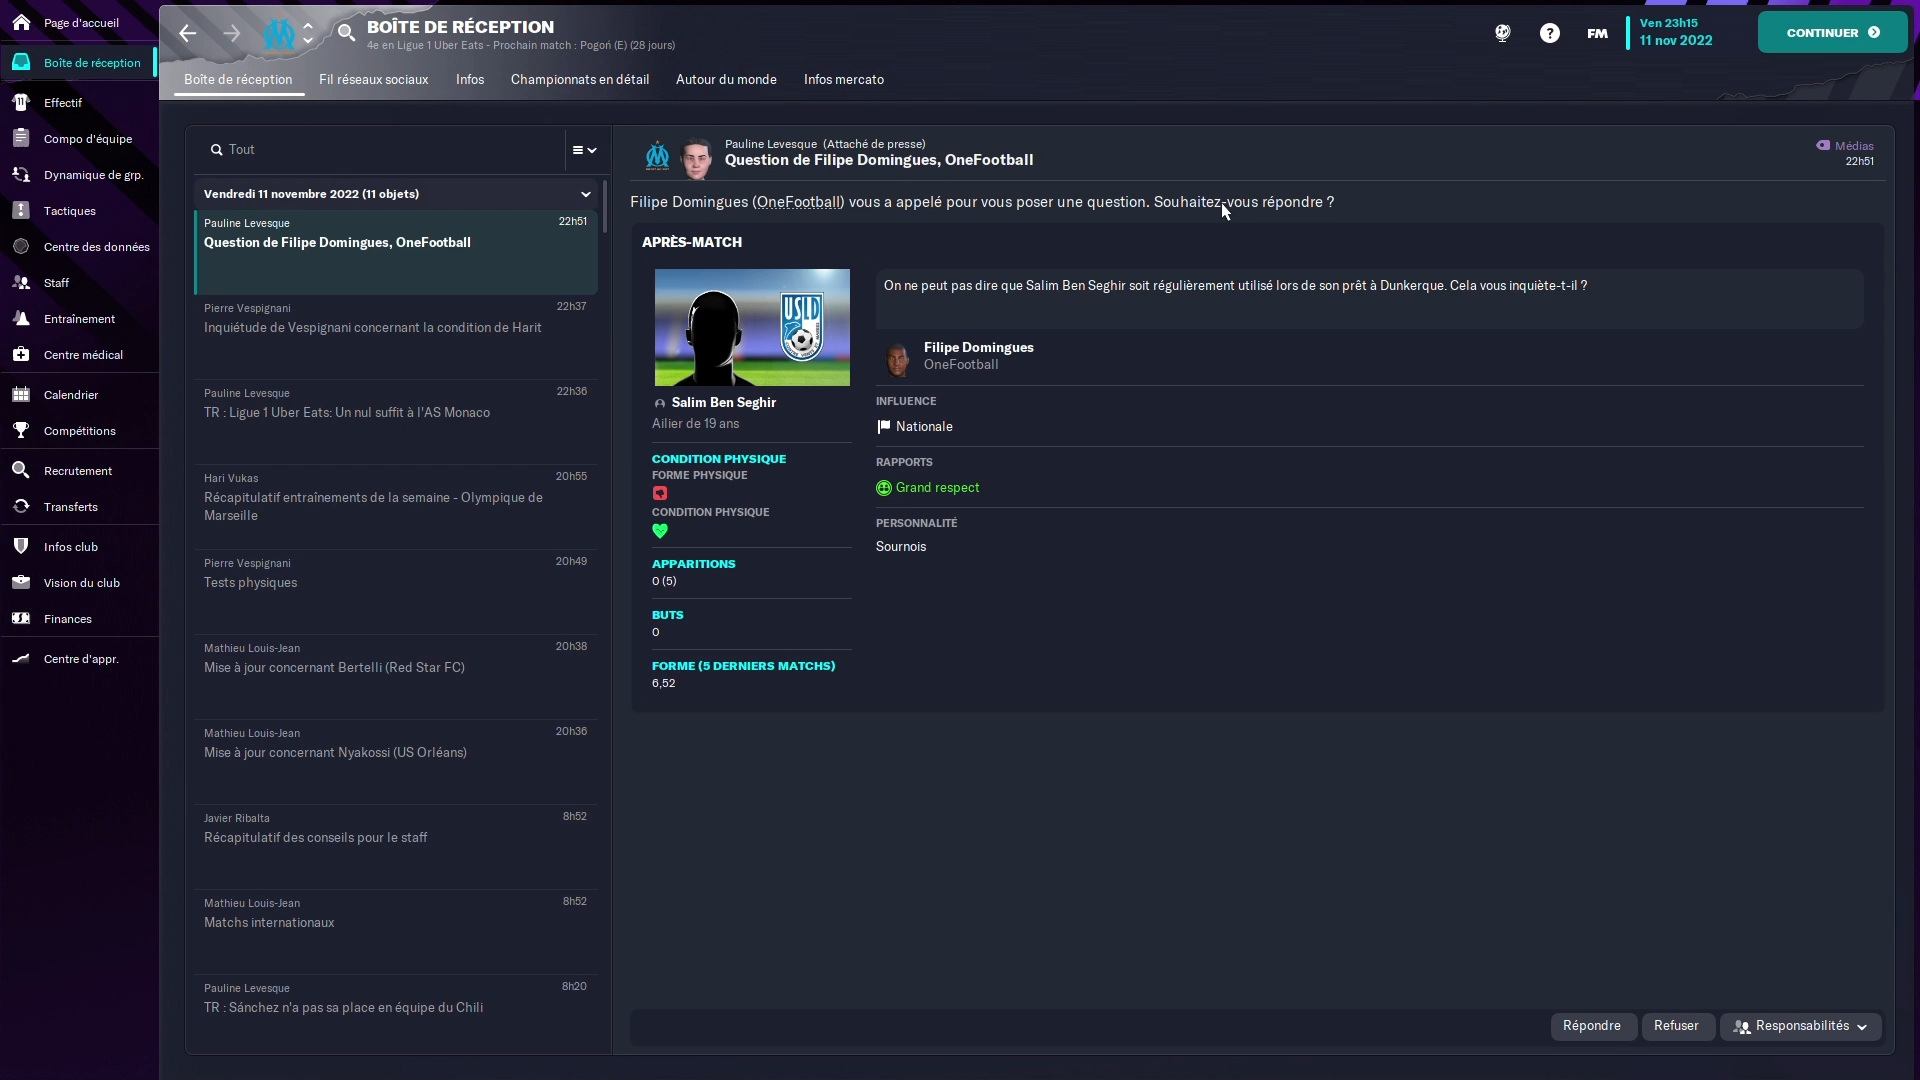 Page d'accueil
Boîte de réception
Effectif
Compo d'équipe
Dynamique de grp.
Tactiques
Centre des données
Staff
Entraînement
Centre médical
Calendrier
Compétitions
Recrutement
Transferts
Infos club
Vision du club
Finances
Centre d'appr.
BOÎTE DE RÉCEPTION
4e en Ligue 1 Uber Eats - Prochain match : Pogoń (E) (28 jours)
FM
Ven 23h15
11 nov 2022
CONTINUER
Boîte de réception
Fil réseaux sociaux
Infos
Championnats en détail
Autour du monde
Infos mercato
Tout
Vendredi 11 novembre 2022 (11 objets)
Pauline Levesque 22h51
Question de Filipe Domingues, OneFootball
Pierre Vespignani 22h37
Inquiétude de Vespignani concernant la condition de Harit
Pauline Levesque 22h36
TR : Ligue 1 Uber Eats: Un nul suffit à l'AS Monaco
Hari Vukas 20h55
Récapitulatif entraînements de la semaine - Olympique de
Marseille
Pierre Vespignani 20h49
Tests physiques
Mathieu Louis-Jean 20h38
Mise à jour concernant Bertelli (Red Star FC)
Mathieu Louis-Jean 20h36
Mise à jour concernant Nyakossi (US Orléans)
Javier Ribalta 8h52
Récapitulatif des conseils pour le staff
Mathieu Louis-Jean 8h52
Matchs internationaux
Pauline Levesque 8h20
TR : Sánchez n'a pas sa place en équipe du Chili
Pauline Levesque (Attaché de presse)
Question de Filipe Domingues, OneFootball
Médias
22h51
Filipe Domingues (OneFootball) vous a appelé pour vous poser une question. Souhaitez-vous répondre ?
APRÈS-MATCH
USLD
Salim Ben Seghir
Ailier de 19 ans
CONDITION PHYSIQUE
FORME PHYSIQUE
CONDITION PHYSIQUE
APPARITIONS
0 (5)
BUTS
0
FORME (5 DERNIERS MATCHS)
6,52
On ne peut pas dire que Salim Ben Seghir soit régulièrement utilisé lors de son prêt à Dunkerque. Cela vous inquiète-t-il ?
Filipe Domingues
OneFootball
INFLUENCE
Nationale
RAPPORTS
Grand respect
PERSONNALITÉ
Sournois
Répondre
Refuser
Responsabilités